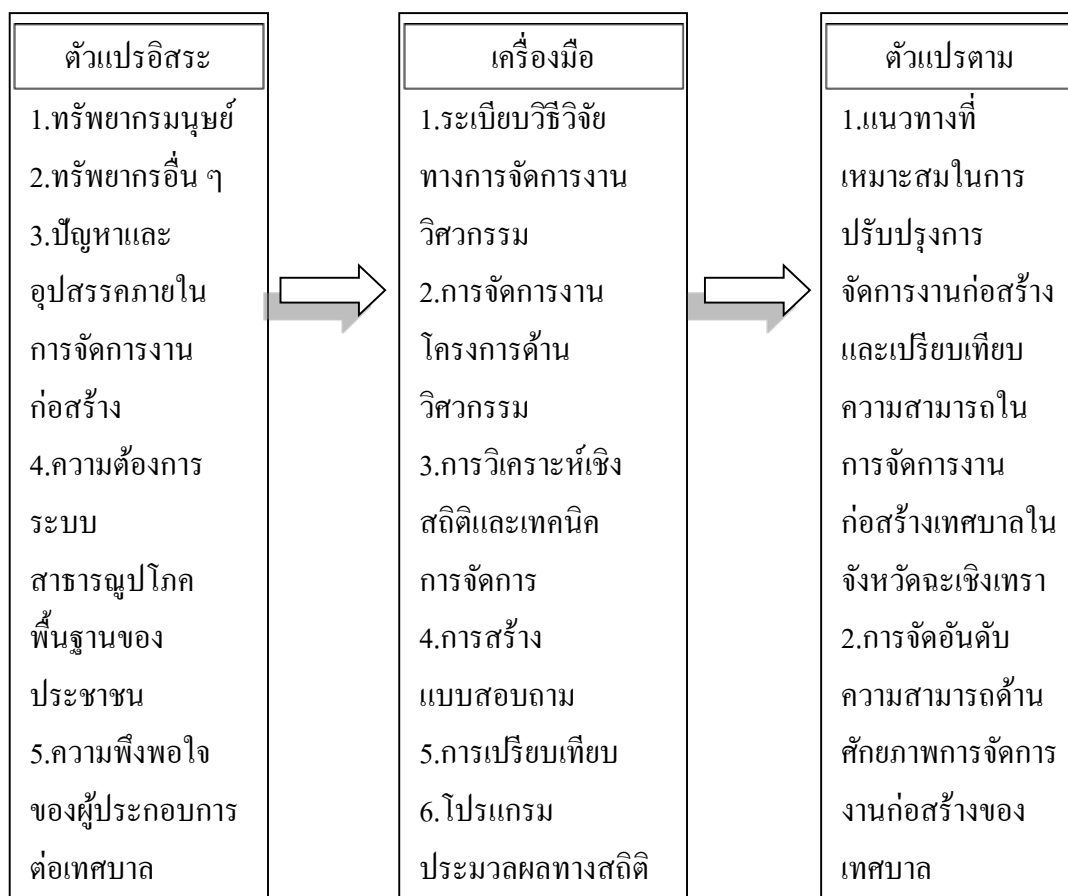 ตัวแปรอิสระ
1.ทรัพยากรมนุษย์
2.ทรัพยากรอื่น ๆ
3.ปัญหาและ
อุปสรรคภายใน
การจัดการงาน
ก่อสร้าง
4.ความต้องการ
ระบบ
สาธารณูปโภค
พื้นฐานของ
ประชาชน
5.ความพึงพอใจ
ของผู้ประกอบการ
ต่อเทศบาล
เครื่องมือ
1.ระเบียบวิธีวิจัย
ทางการจัดการงาน
วิศวกรรม
2.การจัดการงาน
โครงการด้าน
วิศวกรรม
3.การวิเคราะห์เชิง
สถิติและเทคนิค
การจัดการ
4.การสร้าง
แบบสอบถาม
5.การเปรียบเทียบ
6.โปรแกรม
ประมวลผลทางสถิติ
ตัวแปรตาม
1.แนวทางที่
เหมาะสมในการ
ปรับปรุงการ
จัดการงานก่อสร้าง
และเปรียบเทียบ
ความสามารถใน
การจัดการงาน
ก่อสร้างเทศบาลใน
จังหวัดฉะเชิงเทรา
2.การจัดอันดับ
ความสามารถด้าน
ศักยภาพการจัดการ
งานก่อสร้างของ
เทศบาล